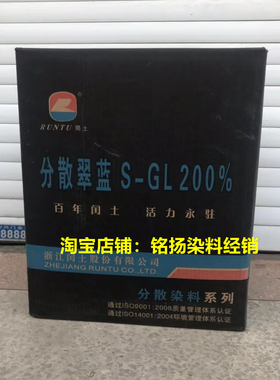 RUNTU 闰土
分散翠蓝 S-GL 200%
百年闰土 活力永驻
淘宝店铺：铭扬染料经销
浙江闰土股份有限公司
ZHEJIANG RUNTU CO.,LTD.
分散染料系列
通过ISO9001:2008质量管理体系认证
通过ISO14001:2004环境管理体系认证